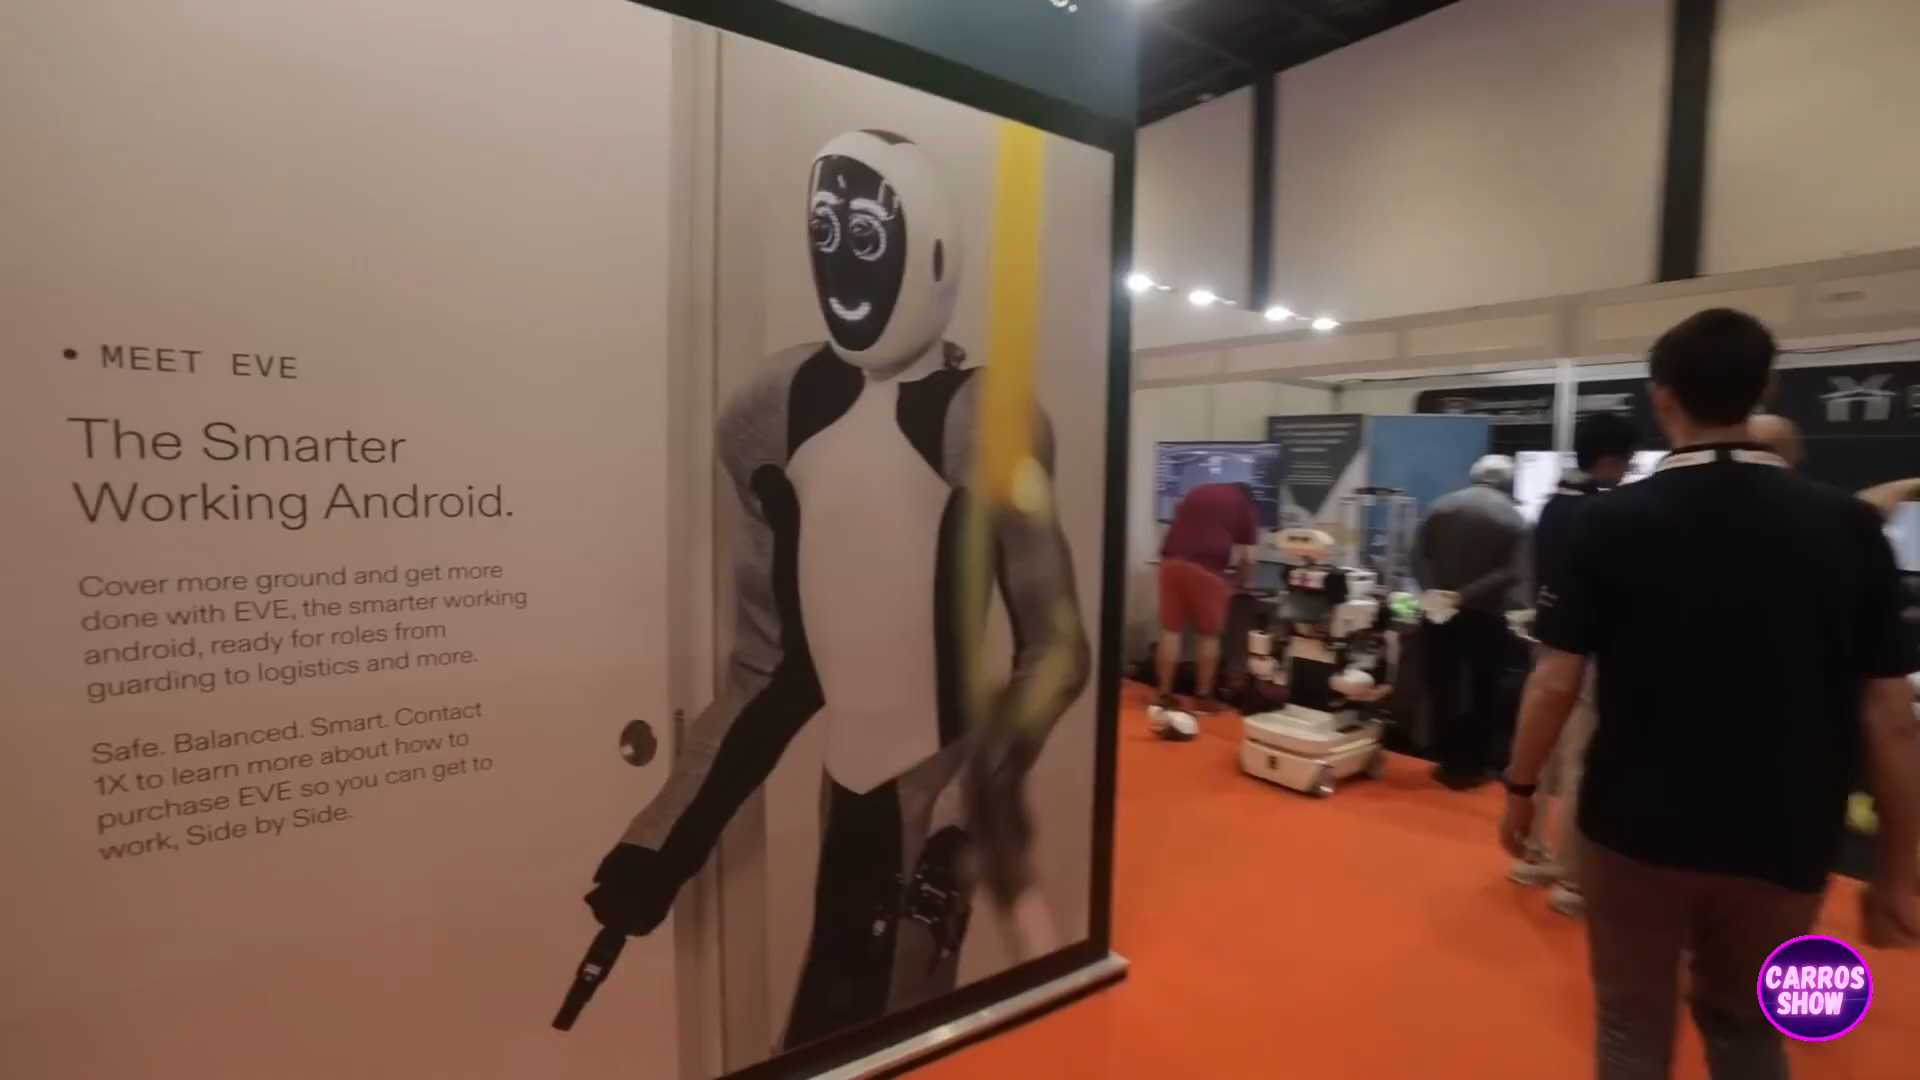 • MEET EVE
The Smarter
Working Android.
Cover more ground and get more
done with EVE, the smarter working
android, ready for roles from
guarding to logistics and more.
Safe. Balanced. Smart. Contact
1X to learn more about how to
purchase EVE so you can get to
work, Side by Side.
CARROS
SHOW